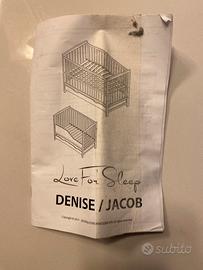 Love For Sleep
DENISE / JACOB
subito